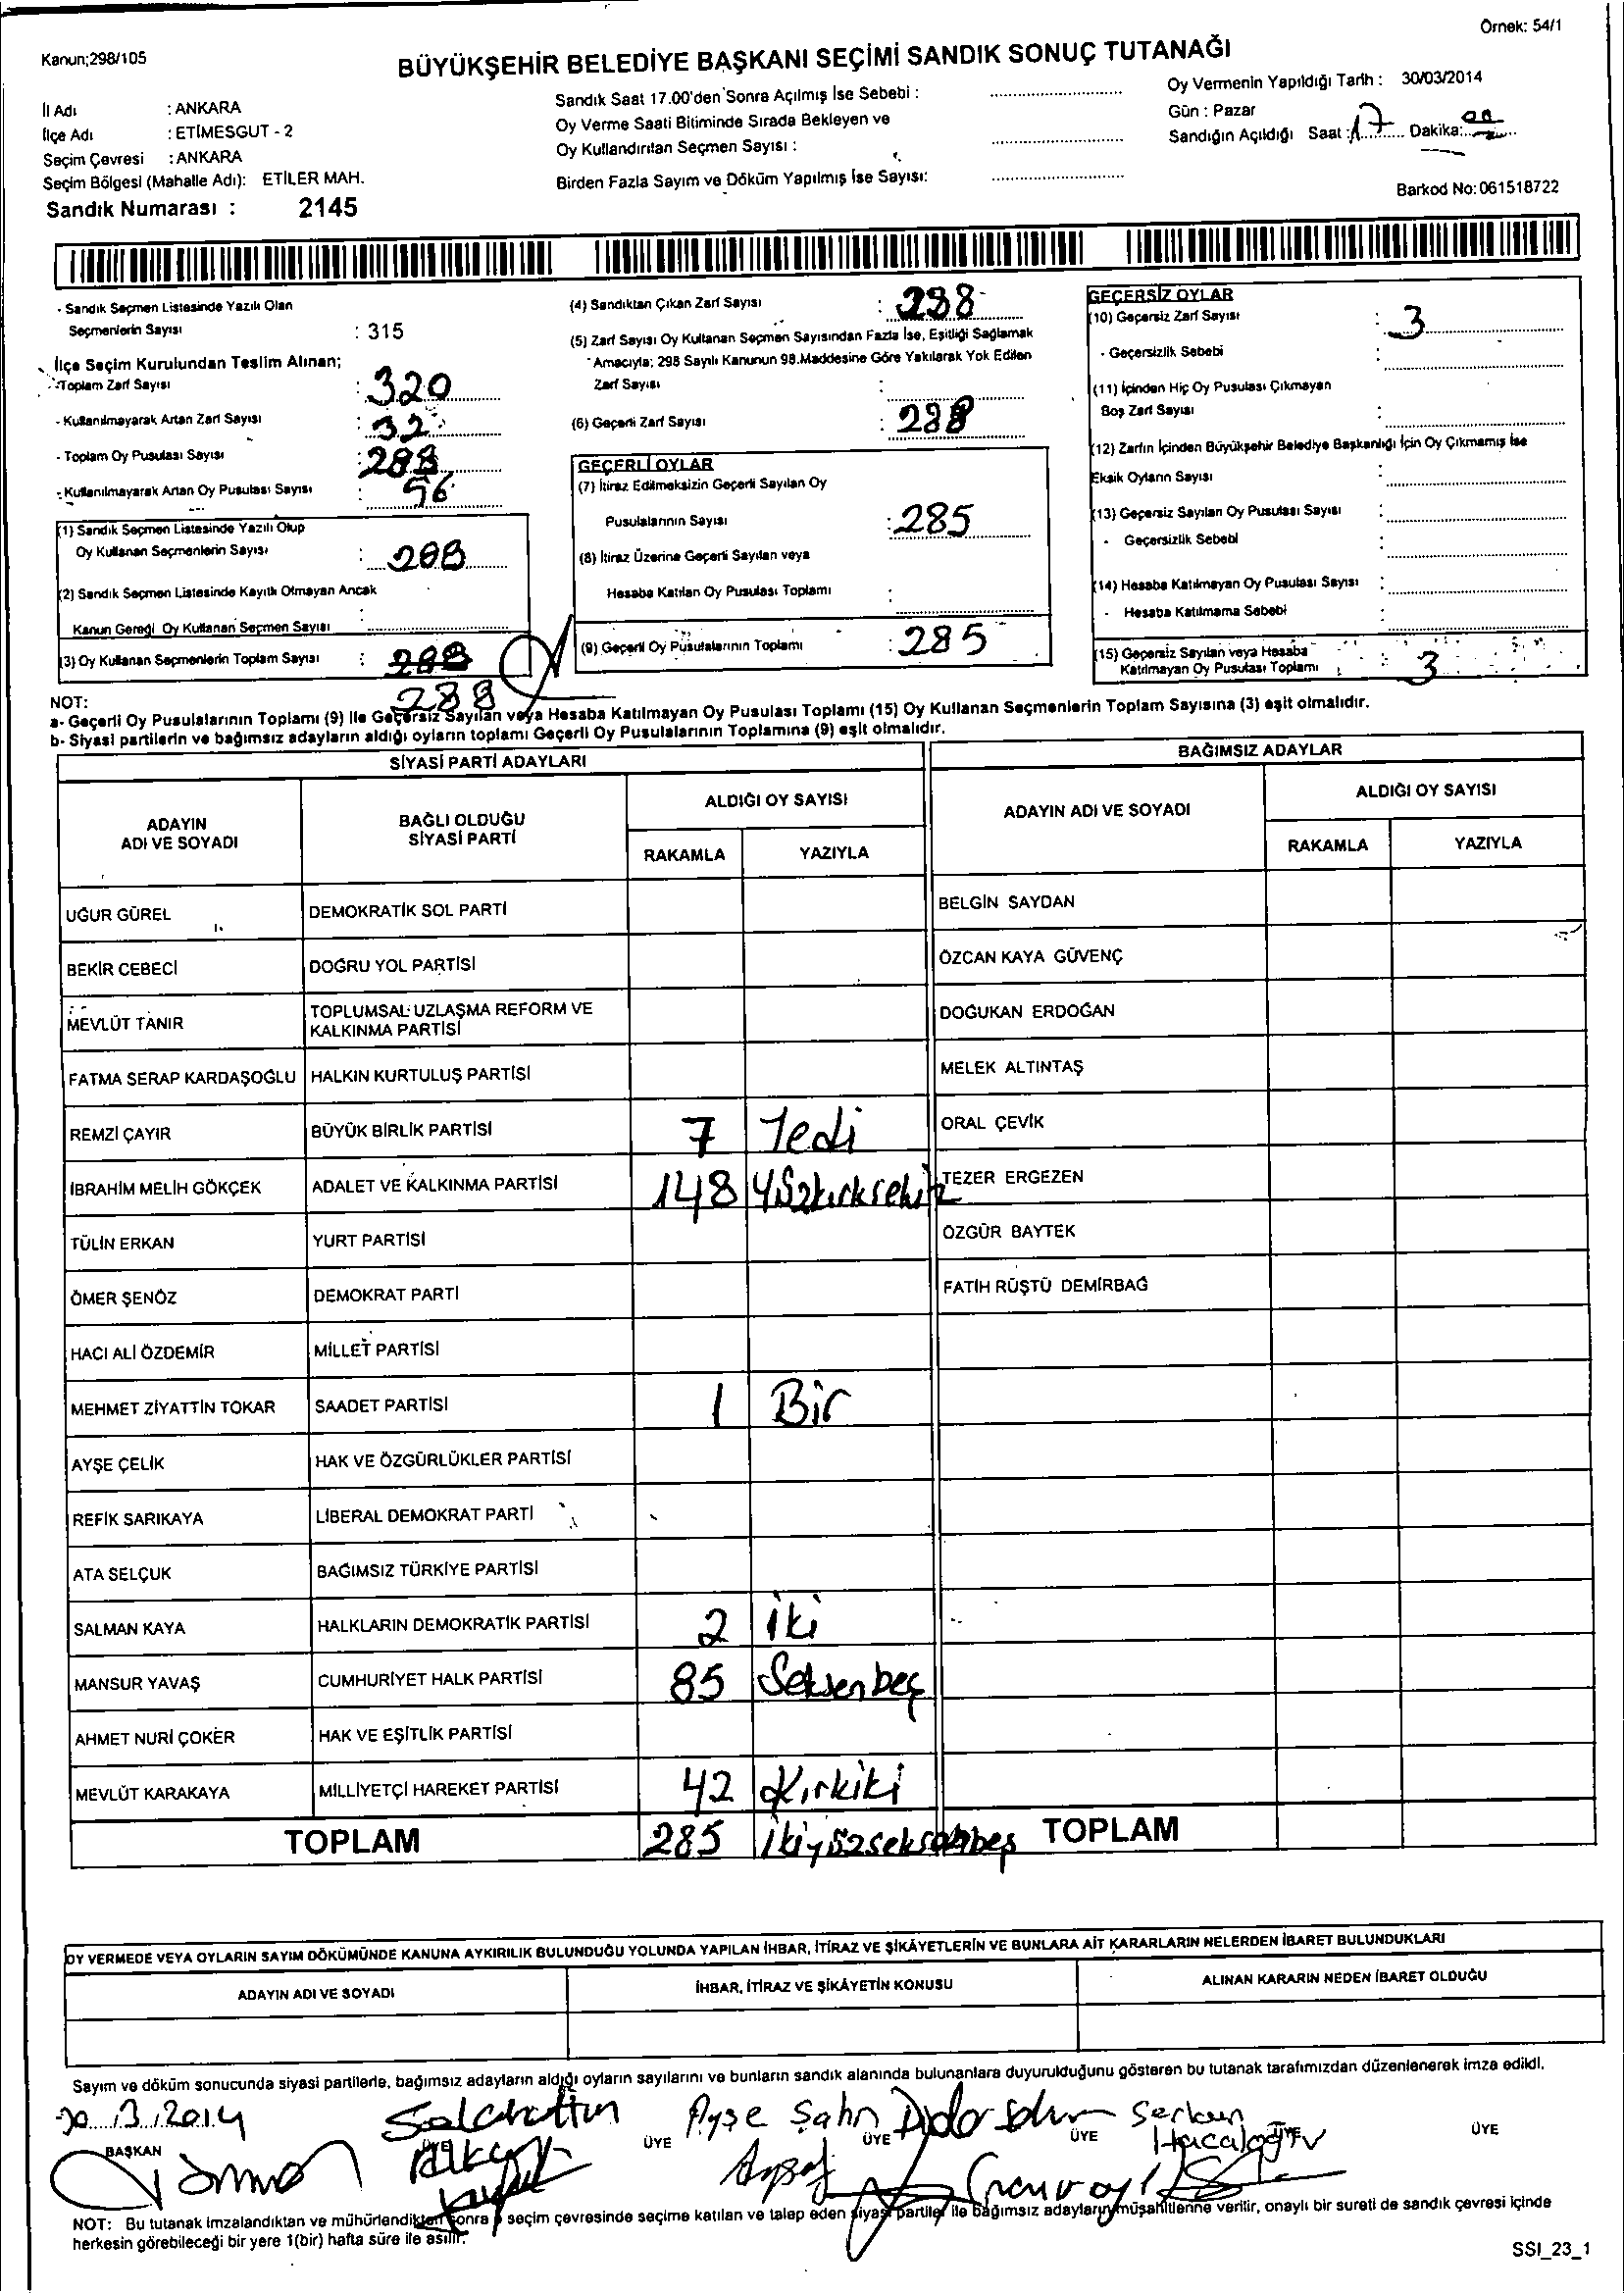 Örnek: 54/1
Kanun;298/105
BÜYÜKŞEHİR BELEDİYE BAŞKANI SEÇİMİ SANDIK SONUÇ TUTANAĞI
İl Adı : ANKARA
İlçe Adı : ETİMESGUT - 2
Seçim Çevresi : ANKARA
Seçim Bölgesi (Mahalle Adı): ETİLER MAH.
Sandık Numarası : 2145
Sandık Saat 17.00'den Sonra Açılmış İse Sebebi :
Oy Verme Saati Bitiminde Sırada Bekleyen ve
Oy Kullandırılan Seçmen Sayısı :
Birden Fazla Sayım ve Döküm Yapılmış İse Sayısı:
Oy Vermenin Yapıldığı Tarih : 30/03/2014
Gün : Pazar
Sandığın Açıldığı Saat : 17 Dakika: 00
Barkod No: 061518722
- Sandık Seçmen Listesinde Yazılı Olan
Seçmenlerin Sayısı : 315
İlçe Seçim Kurulundan Teslim Alınan;
- Toplam Zarf Sayısı : 320
- Kullanılmayarak Artan Zarf Sayısı : 32
- Toplam Oy Pusulası Sayısı : 288
- Kullanılmayarak Artan Oy Pusulası Sayısı : 96
(1) Sandık Seçmen Listesinde Yazılı Olup
Oy Kullanan Seçmenlerin Sayısı : 288
(2) Sandık Seçmen Listesinde Kayıtlı Olmayan Ancak
Kanun Gereği Oy Kullanan Seçmen Sayısı :
(3) Oy Kullanan Seçmenlerin Toplam Sayısı : 288
288
(4) Sandıktan Çıkan Zarf Sayısı : 288
(5) Zarf Sayısı Oy Kullanan Seçmen Sayısından Fazla İse, Eşitliği Sağlamak
Amacıyla; 298 Sayılı Kanunun 98.Maddesine Göre Yakılarak Yok Edilen
Zarf Sayısı :
(6) Geçerli Zarf Sayısı : 288
GEÇERLİ OYLAR
(7) İtiraz Edilmeksizin Geçerli Sayılan Oy
Pusulalarının Sayısı : 285
(8) İtiraz Üzerine Geçerli Sayılan veya
Hesaba Katılan Oy Pusulası Toplamı :
(9) Geçerli Oy Pusulalarının Toplamı : 285
GEÇERSİZ OYLAR
(10) Geçersiz Zarf Sayısı : 3
- Geçersizlik Sebebi :
(11) İçinden Hiç Oy Pusulası Çıkmayan
Boş Zarf Sayısı :
(12) Zarfın İçinden Büyükşehir Belediye Başkanlığı İçin Oy Çıkmamış İse
Eksik Oyların Sayısı :
(13) Geçersiz Sayılan Oy Pusulası Sayısı :
- Geçersizlik Sebebi :
(14) Hesaba Katılmayan Oy Pusulası Sayısı :
- Hesaba Katılmama Sebebi :
(15) Geçersiz Sayılan veya Hesaba
Katılmayan Oy Pusulası Toplamı : 3
NOT:
a- Geçerli Oy Pusulalarının Toplamı (9) ile Geçersiz Sayılan veya Hesaba Katılmayan Oy Pusulası Toplamı (15) Oy Kullanan Seçmenlerin Toplam Sayısına (3) eşit olmalıdır.
b- Siyasi partilerin ve bağımsız adayların aldığı oyların toplamı Geçerli Oy Pusulalarının Toplamına (9) eşit olmalıdır.
SİYASİ PARTİ ADAYLARI
ADAYIN ADI VE SOYADI
BAĞLI OLDUĞU SİYASİ PARTİ
ALDIĞI OY SAYISI
RAKAMLA YAZIYLA
UĞUR GÜREL DEMOKRATİK SOL PARTİ
BEKİR CEBECİ DOĞRU YOL PARTİSİ
MEVLÜT TANIR TOPLUMSAL UZLAŞMA REFORM VE KALKINMA PARTİSİ
FATMA SERAP KARDAŞOĞLU HALKIN KURTULUŞ PARTİSİ
REMZİ ÇAYIR BÜYÜK BİRLİK PARTİSİ 7 Yedi
İBRAHİM MELİH GÖKÇEK ADALET VE KALKINMA PARTİSİ 148 Yüzkırksekiz
TÜLİN ERKAN YURT PARTİSİ
ÖMER ŞENÖZ DEMOKRAT PARTİ
HACI ALİ ÖZDEMİR MİLLET PARTİSİ
MEHMET ZİYATTİN TOKAR SAADET PARTİSİ 1 Bir
AYŞE ÇELİK HAK VE ÖZGÜRLÜKLER PARTİSİ
REFİK SARIKAYA LİBERAL DEMOKRAT PARTİ
ATA SELÇUK BAĞIMSIZ TÜRKİYE PARTİSİ
SALMAN KAYA HALKLARIN DEMOKRATİK PARTİSİ 2 iki
MANSUR YAVAŞ CUMHURİYET HALK PARTİSİ 85 Seksenbeş
AHMET NURİ ÇOKER HAK VE EŞİTLİK PARTİSİ
MEVLÜT KARAKAYA MİLLİYETÇİ HAREKET PARTİSİ 42 Kırkiki
TOPLAM 285 İkiyüzseksenbeş
BAĞIMSIZ ADAYLAR
ADAYIN ADI VE SOYADI
ALDIĞI OY SAYISI
RAKAMLA YAZIYLA
BELGİN SAYDAN
ÖZCAN KAYA GÜVENÇ
DOĞUKAN ERDOĞAN
MELEK ALTINTAŞ
ORAL ÇEVİK
TEZER ERGEZEN
ÖZGÜR BAYTEK
FATİH RÜŞTÜ DEMİRBAĞ
TOPLAM
OY VERMEDE VEYA OYLARIN SAYIM DÖKÜMÜNDE KANUNA AYKIRILIK BULUNDUĞU YOLUNDA YAPILAN İHBAR, İTİRAZ VE ŞİKÂYETLERİN VE BUNLARA AİT KARARLARIN NELERDEN İBARET BULUNDUKLARI
ADAYIN ADI VE SOYADI
İHBAR, İTİRAZ VE ŞİKÂYETİN KONUSU
ALINAN KARARIN NEDEN İBARET OLDUĞU
Sayım ve döküm sonucunda siyasi partilerle, bağımsız adayların aldığı oyların sayılarını ve bunların sandık alanında bulunanlara duyurulduğunu gösteren bu tutanak tarafımızdan düzenlenerek imza edildi.
30/3/2014
Selahattin
Ayşe Şahin
Serkan
Hacaloğlu
BAŞKAN ÜYE ÜYE ÜYE ÜYE ÜYE ÜYE
NOT: Bu tutanak imzalandıktan ve mühürlendikten sonra o seçim çevresinde seçime katılan ve talep eden siyasi partiler ile bağımsız adayların müşahitlerine verilir, onaylı bir sureti de sandık çevresi içinde
herkesin görebileceği bir yere 1(bir) hafta süre ile asılır.
SSI_23_1